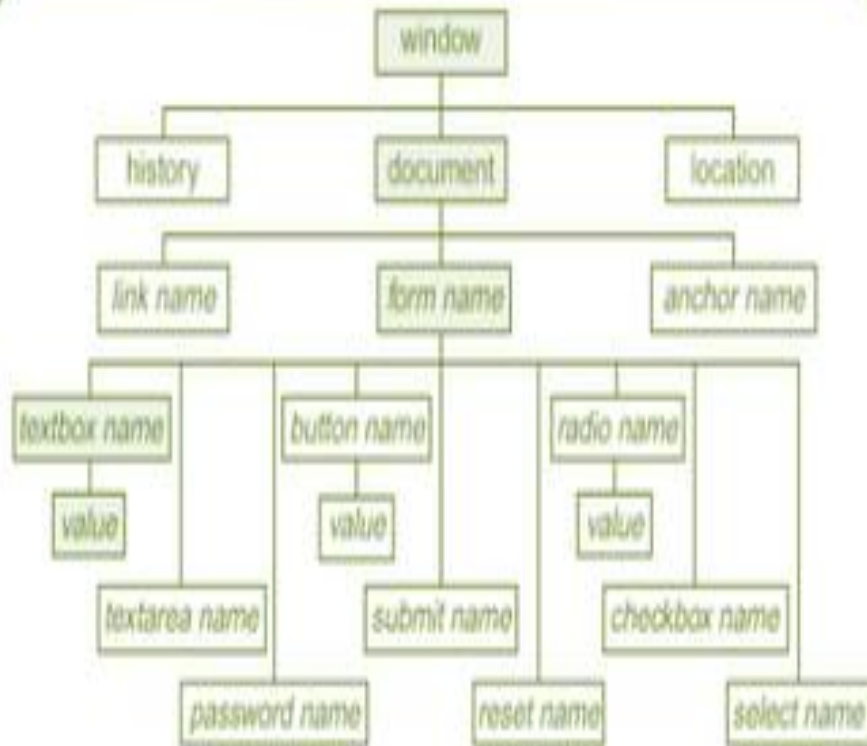 window
history document location
link name form name anchor name
textbox name button name radio name
value value value
textarea name submit name checkbox name
password name reset name select name